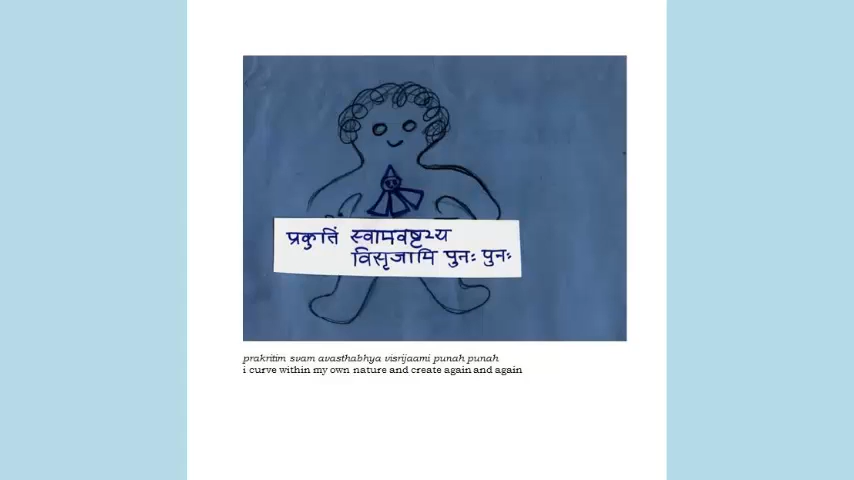 प्रकृतिं स्वामवष्टभ्य
विसृजामि पुनः पुनः
prakritim svam avasthabhya visrijaami punah punah
i curve within my own nature and create again and again